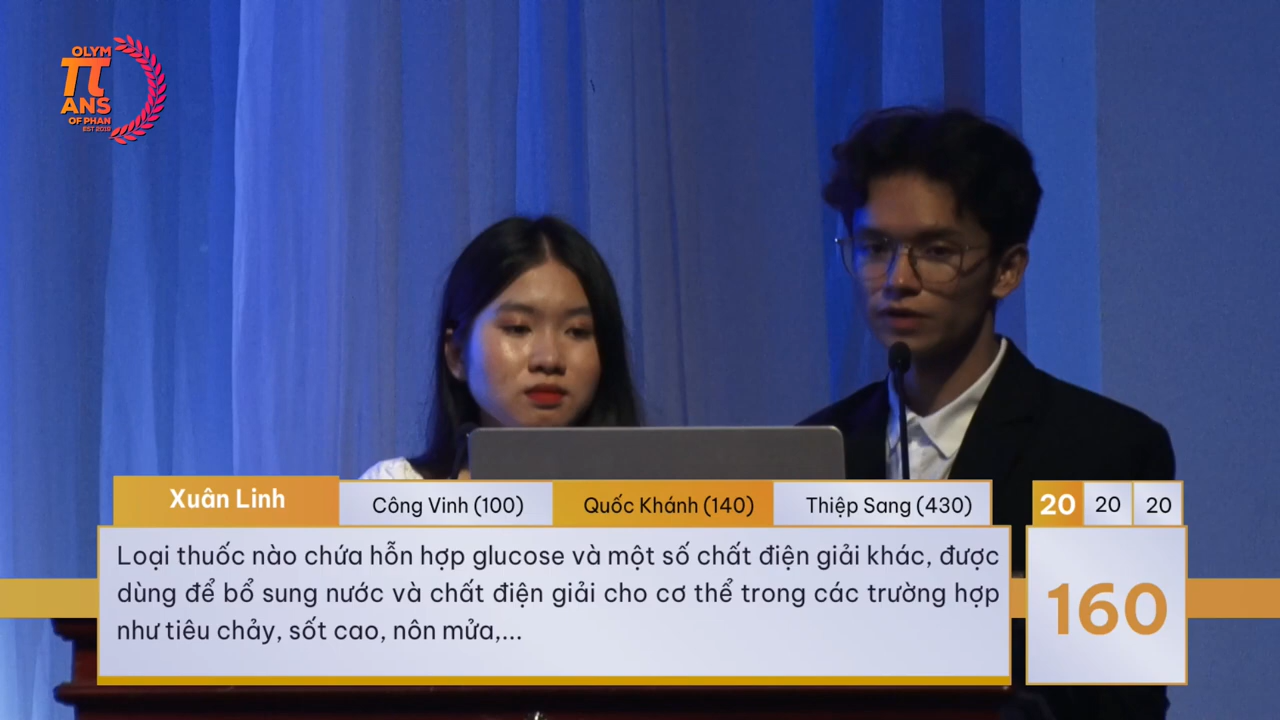 OLYM
π
ANS
OF PHAN
EST 2019
Xuân Linh
Công Vinh (100)
Quốc Khánh (140)
Thiệp Sang (430)
20
20
20
Loại thuốc nào chứa hỗn hợp glucose và một số chất điện giải khác, được
dùng để bổ sung nước và chất điện giải cho cơ thể trong các trường hợp
như tiêu chảy, sốt cao, nôn mửa,...
160